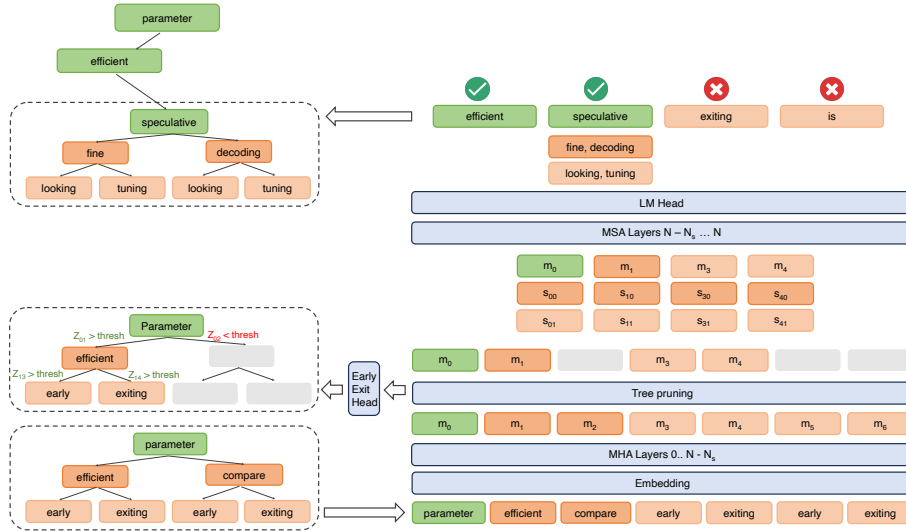 parameter
efficient
speculative
fine
decoding
looking
tuning
looking
tuning
efficient
speculative
exiting
is
fine, decoding
looking, tuning
LM Head
MSA Layers N – Nₛ ... N
m₀
m₁
m₃
m₄
s₀₀
s₁₀
s₃₀
s₄₀
s₀₁
s₁₁
s₃₁
s₄₁
Parameter
Z₀₁ > thresh
Z₀₂ < thresh
efficient
Z₁₃ > thresh
Z₁₄ > thresh
early
exiting
Early
Exit
Head
m₀
m₁
m₃
m₄
Tree pruning
m₀
m₁
m₂
m₃
m₄
m₅
m₆
MHA Layers 0.. N - Nₛ
Embedding
parameter
efficient
compare
early
exiting
early
exiting
parameter
efficient
compare
early
exiting
early
exiting